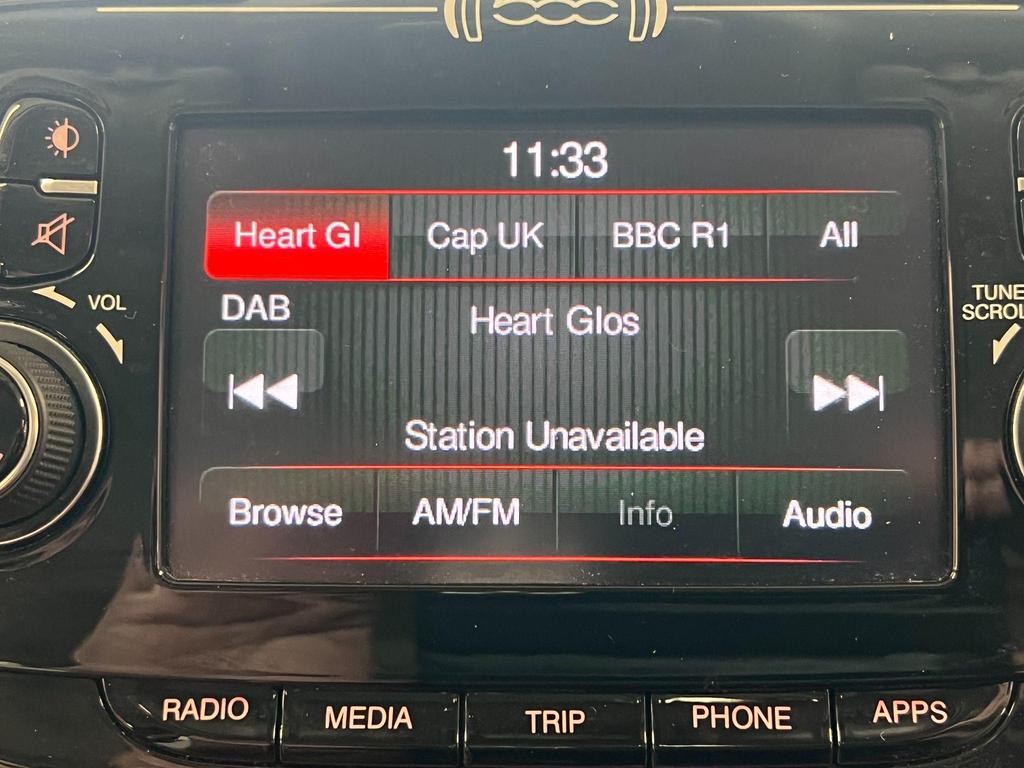 11:33
Heart Gl Cap UK BBC R1 All
VOL
DAB
TUNE
SCROL
Heart Glos
Station Unavailable
Browse AM/FM Info Audio
RADIO MEDIA TRIP PHONE APPS